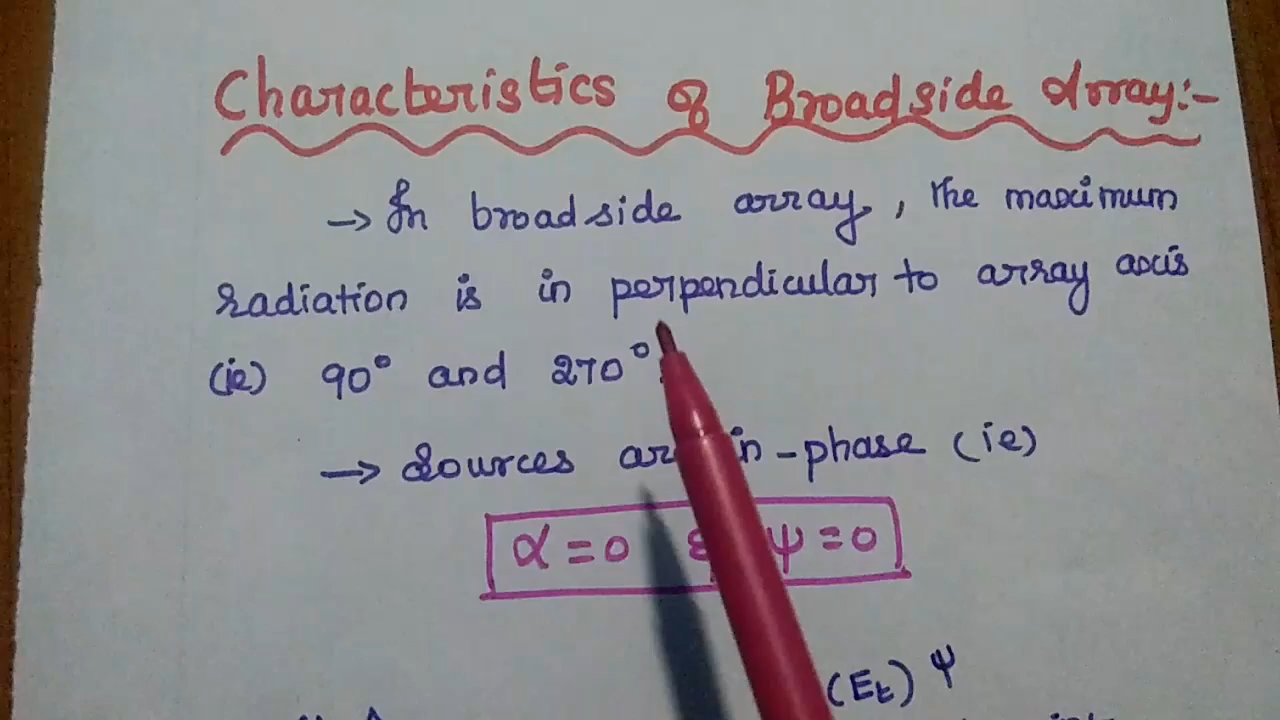 Characteristics of Broadside Array:-
→ In broadside array, the maximum
radiation is in perpendicular to array axis
(ie) 90° and 270°
→ Sources are in-phase (ie)
α = 0 & ψ = 0
(Et) ψ